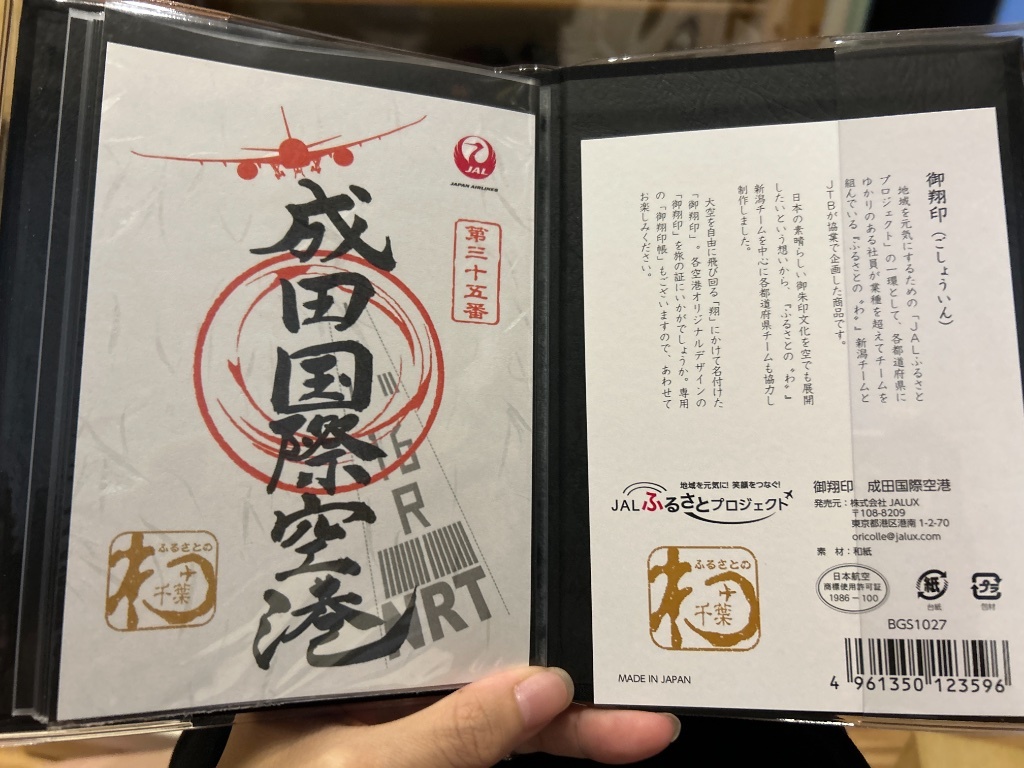 JAL
JAPAN AIRLINES
第三十五番
成田国際空港
16
R
NRT
ふるさとの
わ
千葉
御翔印（ごしょういん）
地域を元気にするための『JALふるさと
プロジェクト』の一環として、各都道府県に
ゆかりのある社員が業種を超えてチームを
組んでいる『ふるさとの〝わ〟』新潟チームと
JTBが協業で企画した商品です。
日本の素晴らしい御朱印文化を空でも展開
したいという想いから、『ふるさとの〝わ〟』
新潟チームを中心に各都道府県チームも協力し
制作しました。
大空を自由に飛び回る「翔」にかけて名付けた
「御翔印」。各空港オリジナルデザインの
「御翔印」を旅の証にいかがでしょうか。専用
の「御翔印帳」もございますので、あわせて
お楽しみください。
地域を元気に！笑顔をつなぐ！
JALふるさとプロジェクト
ふるさとの
わ
千葉
MADE IN JAPAN
御翔印　成田国際空港
発売元：株式会社 JALUX
〒108-8209
東京都港区港南 1-2-70
oricolle@jalux.com
素 材：和紙
日本航空
商標使用許可証
1986－100
紙
台紙
プラ
包材
BGS1027
4 961350 123596